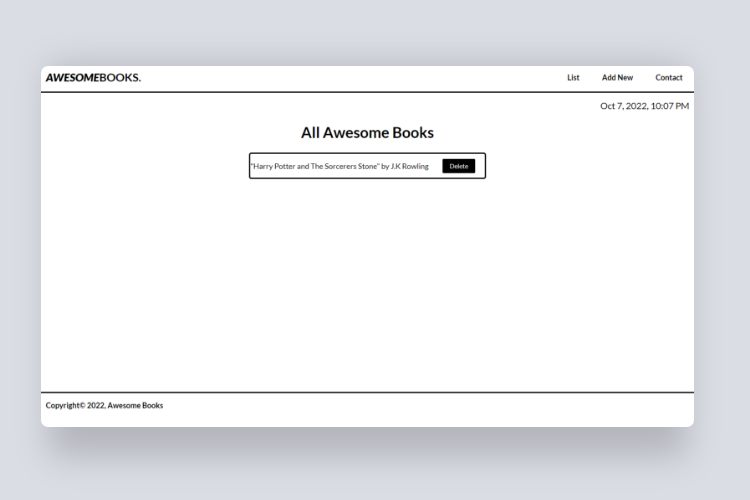 AWESOMEBOOKS.
List Add New Contact
Oct 7, 2022, 10:07 PM
All Awesome Books
"Harry Potter and The Sorcerers Stone" by J.K Rowling Delete
Copyright© 2022, Awesome Books